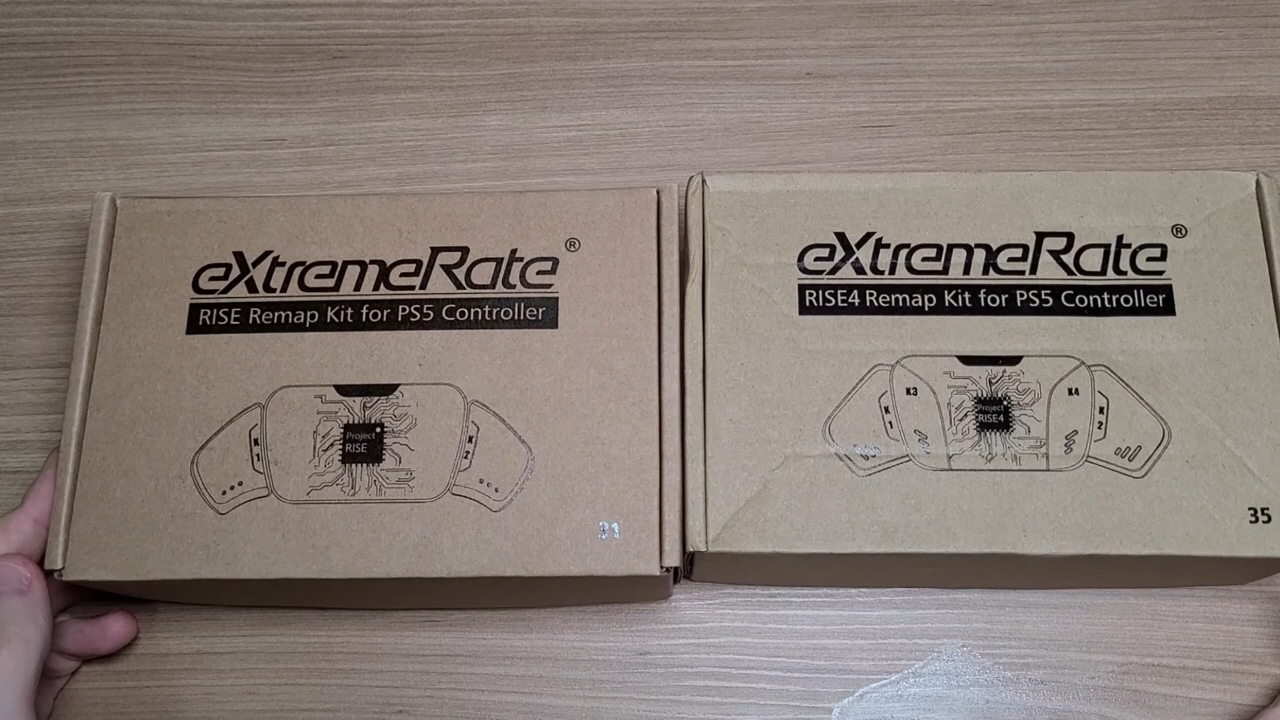 eXtremeRate®
RISE Remap Kit for PS5 Controller
K1
Project RISE
K2
31
eXtremeRate®
RISE4 Remap Kit for PS5 Controller
K1
K3
Project RISE4
K4
K2
35